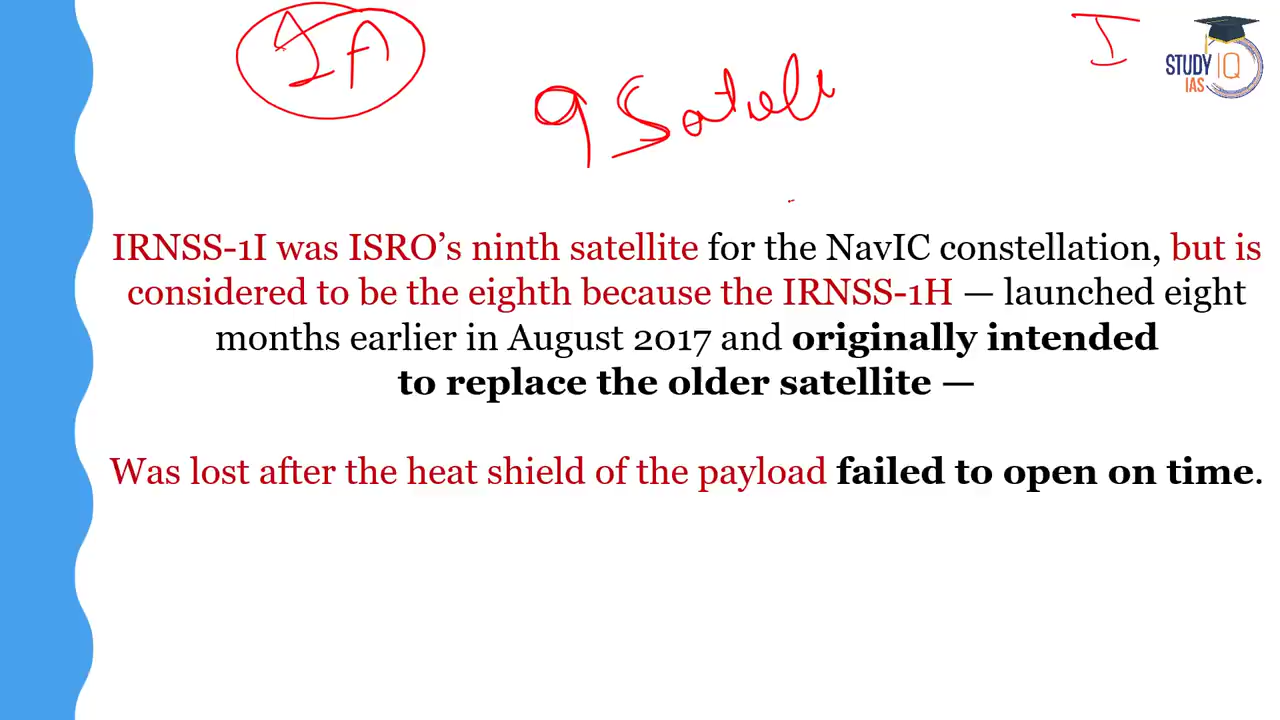 1A
I
STUDY IQ
IAS
9 Satell
IRNSS-1I was ISRO’s ninth satellite for the NavIC constellation, but is
considered to be the eighth because the IRNSS-1H — launched eight
months earlier in August 2017 and originally intended
to replace the older satellite —
Was lost after the heat shield of the payload failed to open on time.